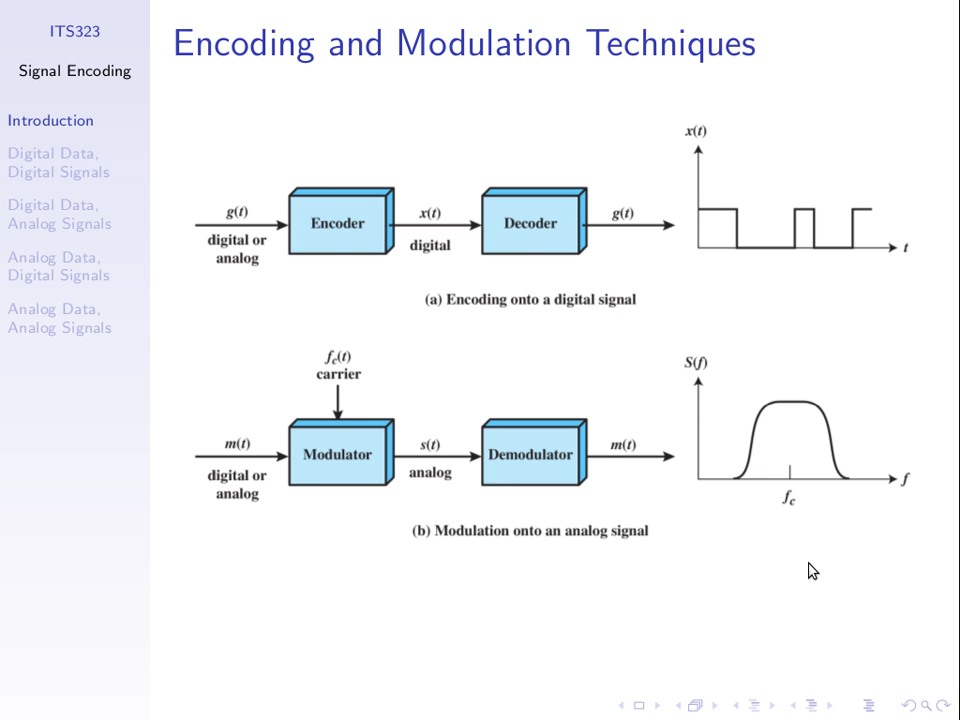 ITS323
Signal Encoding
Introduction
Digital Data,
Digital Signals
Digital Data,
Analog Signals
Analog Data,
Digital Signals
Analog Data,
Analog Signals
Encoding and Modulation Techniques
g(t)
digital or
analog
Encoder
x(t)
digital
Decoder
g(t)
x(t)
t
(a) Encoding onto a digital signal
fc(t)
carrier
m(t)
digital or
analog
Modulator
s(t)
analog
Demodulator
m(t)
S(f)
f
fc
(b) Modulation onto an analog signal